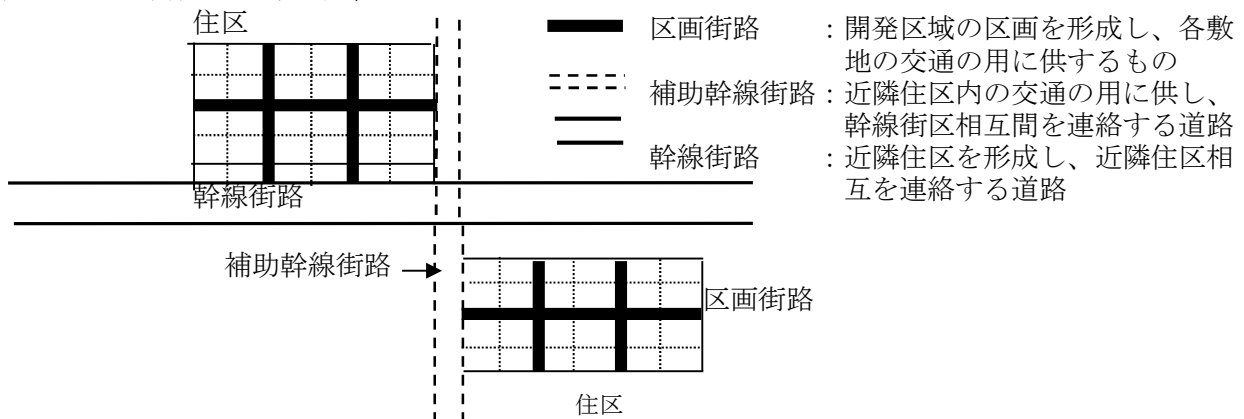 住区
区画街路 :開発区域の区画を形成し、各敷
地の交通の用に供するもの
補助幹線街路:近隣住区内の交通の用に供し、
幹線街区相互間を連絡する道路
幹線街路 :近隣住区を形成し、近隣住区相
互を連絡する道路
幹線街路
補助幹線街路
区画街路
住区